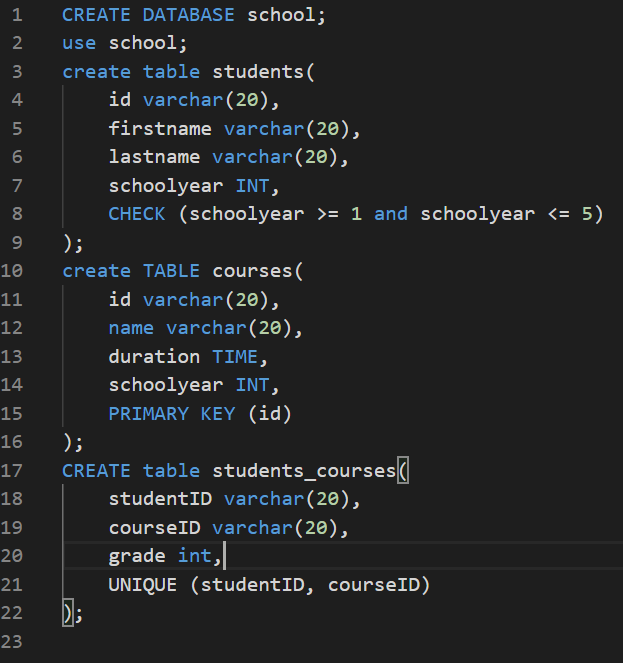 1 CREATE DATABASE school;
2 use school;
3 create table students(
4 id varchar(20),
5 firstname varchar(20),
6 lastname varchar(20),
7 schoolyear INT,
8 CHECK (schoolyear >= 1 and schoolyear <= 5)
9 );
10 create TABLE courses(
11 id varchar(20),
12 name varchar(20),
13 duration TIME,
14 schoolyear INT,
15 PRIMARY KEY (id)
16 );
17 CREATE table students_courses(
18 studentID varchar(20),
19 courseID varchar(20),
20 grade int,
21 UNIQUE (studentID, courseID)
22 );
23